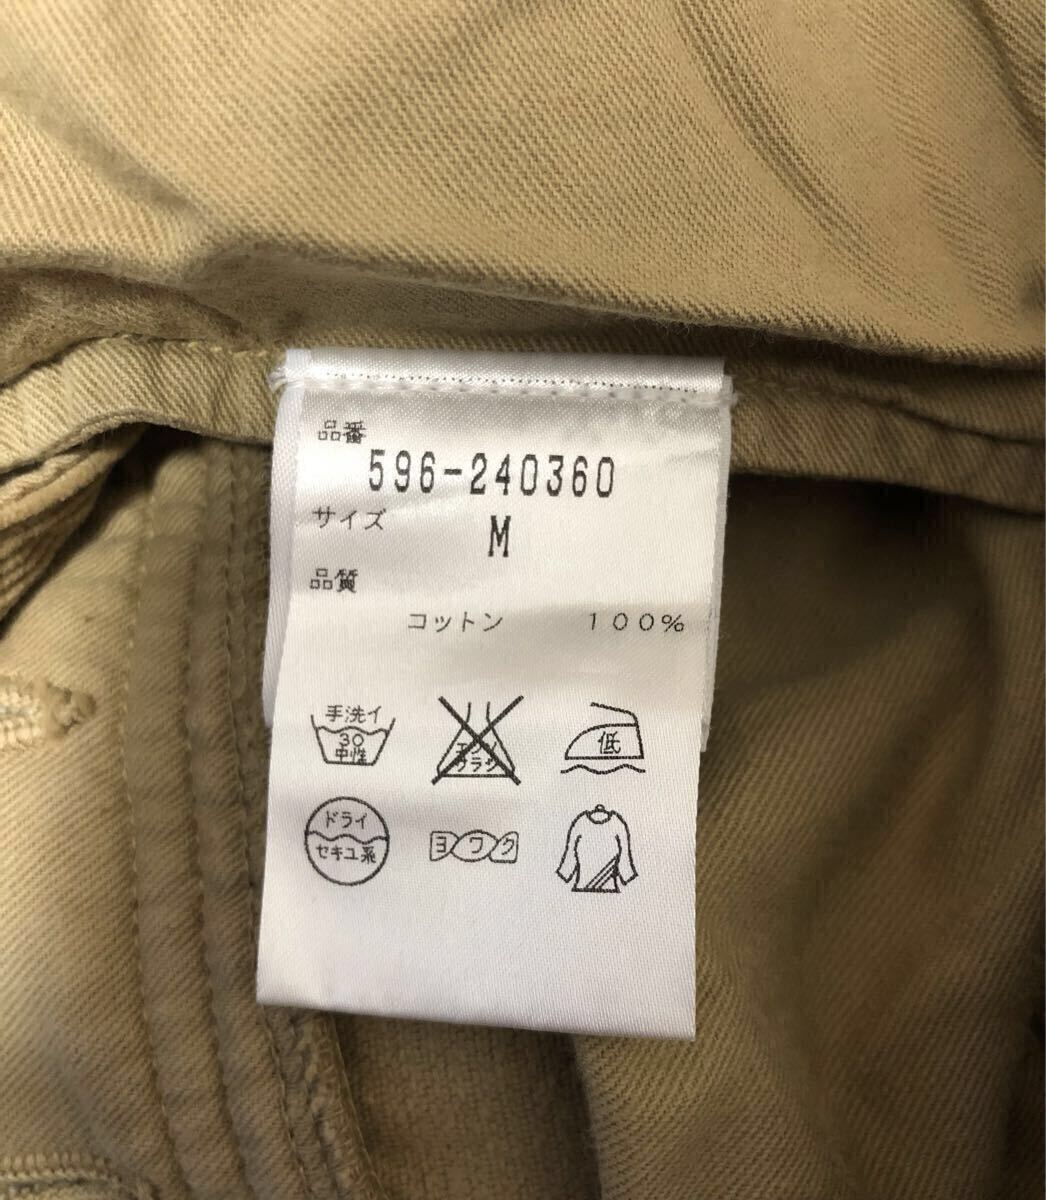 品番
596-240360
サイズ
M
品質
コットン 100%
手洗イ
30
中性
エンソ
サラシ
低
ドライ
セキユ系
ヨワク